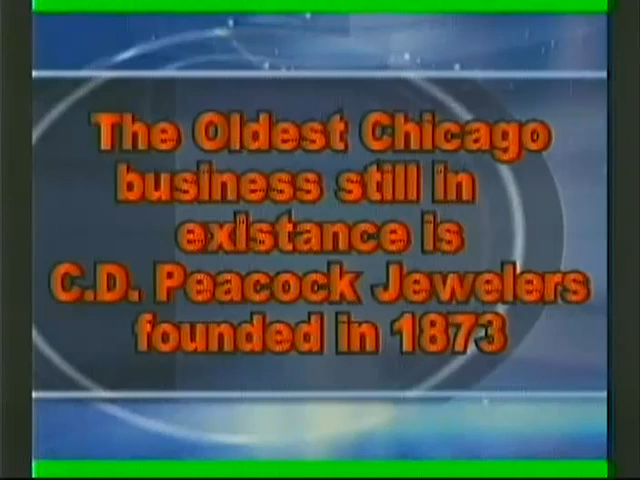 The Oldest Chicago
business still in
existance is
C.D. Peacock Jewelers
founded in 1873